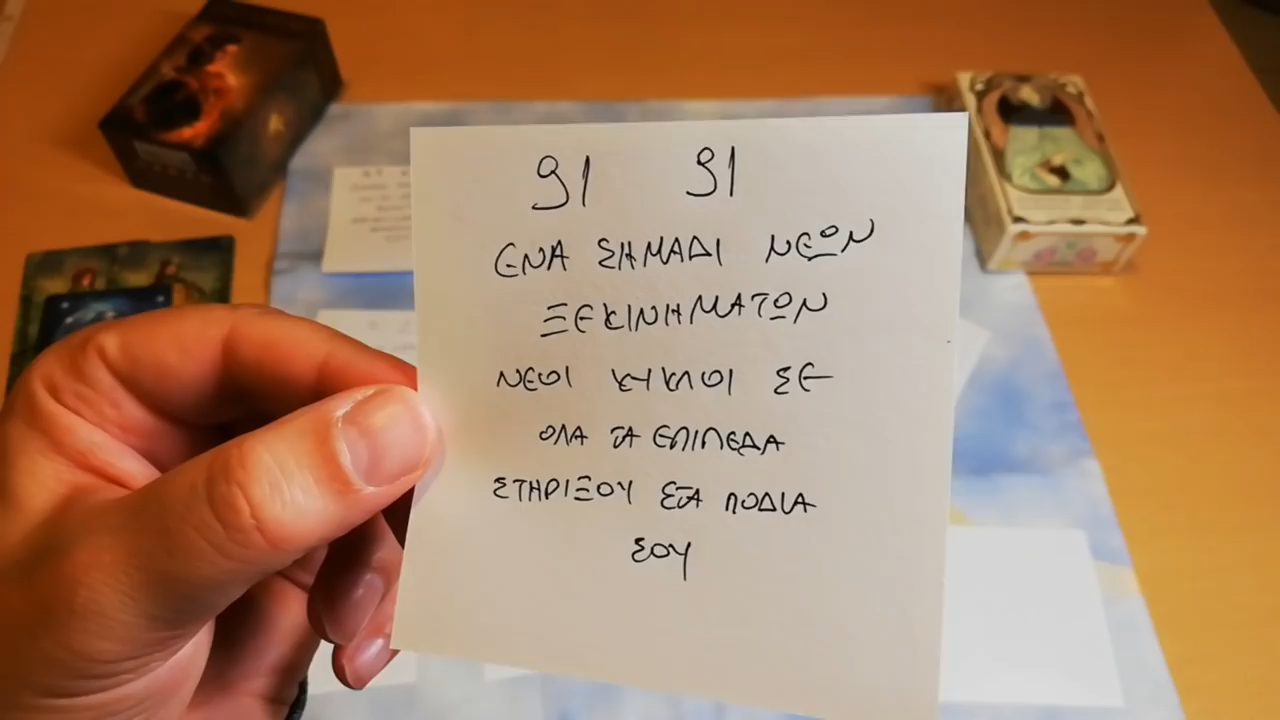 91 91
ΕΝΑ ΣΗΜΑΔΙ ΝΕΩΝ
ΞΕΚΙΝΗΜΑΤΩΝ
ΝΕΟΙ ΚΥΚΛΟΙ ΣΕ
ΟΛΑ ΤΑ ΕΠΙΠΕΔΑ
ΣΤΗΡΙΞΟΥ ΣΤΑ ΠΟΔΙΑ
ΣΟΥ